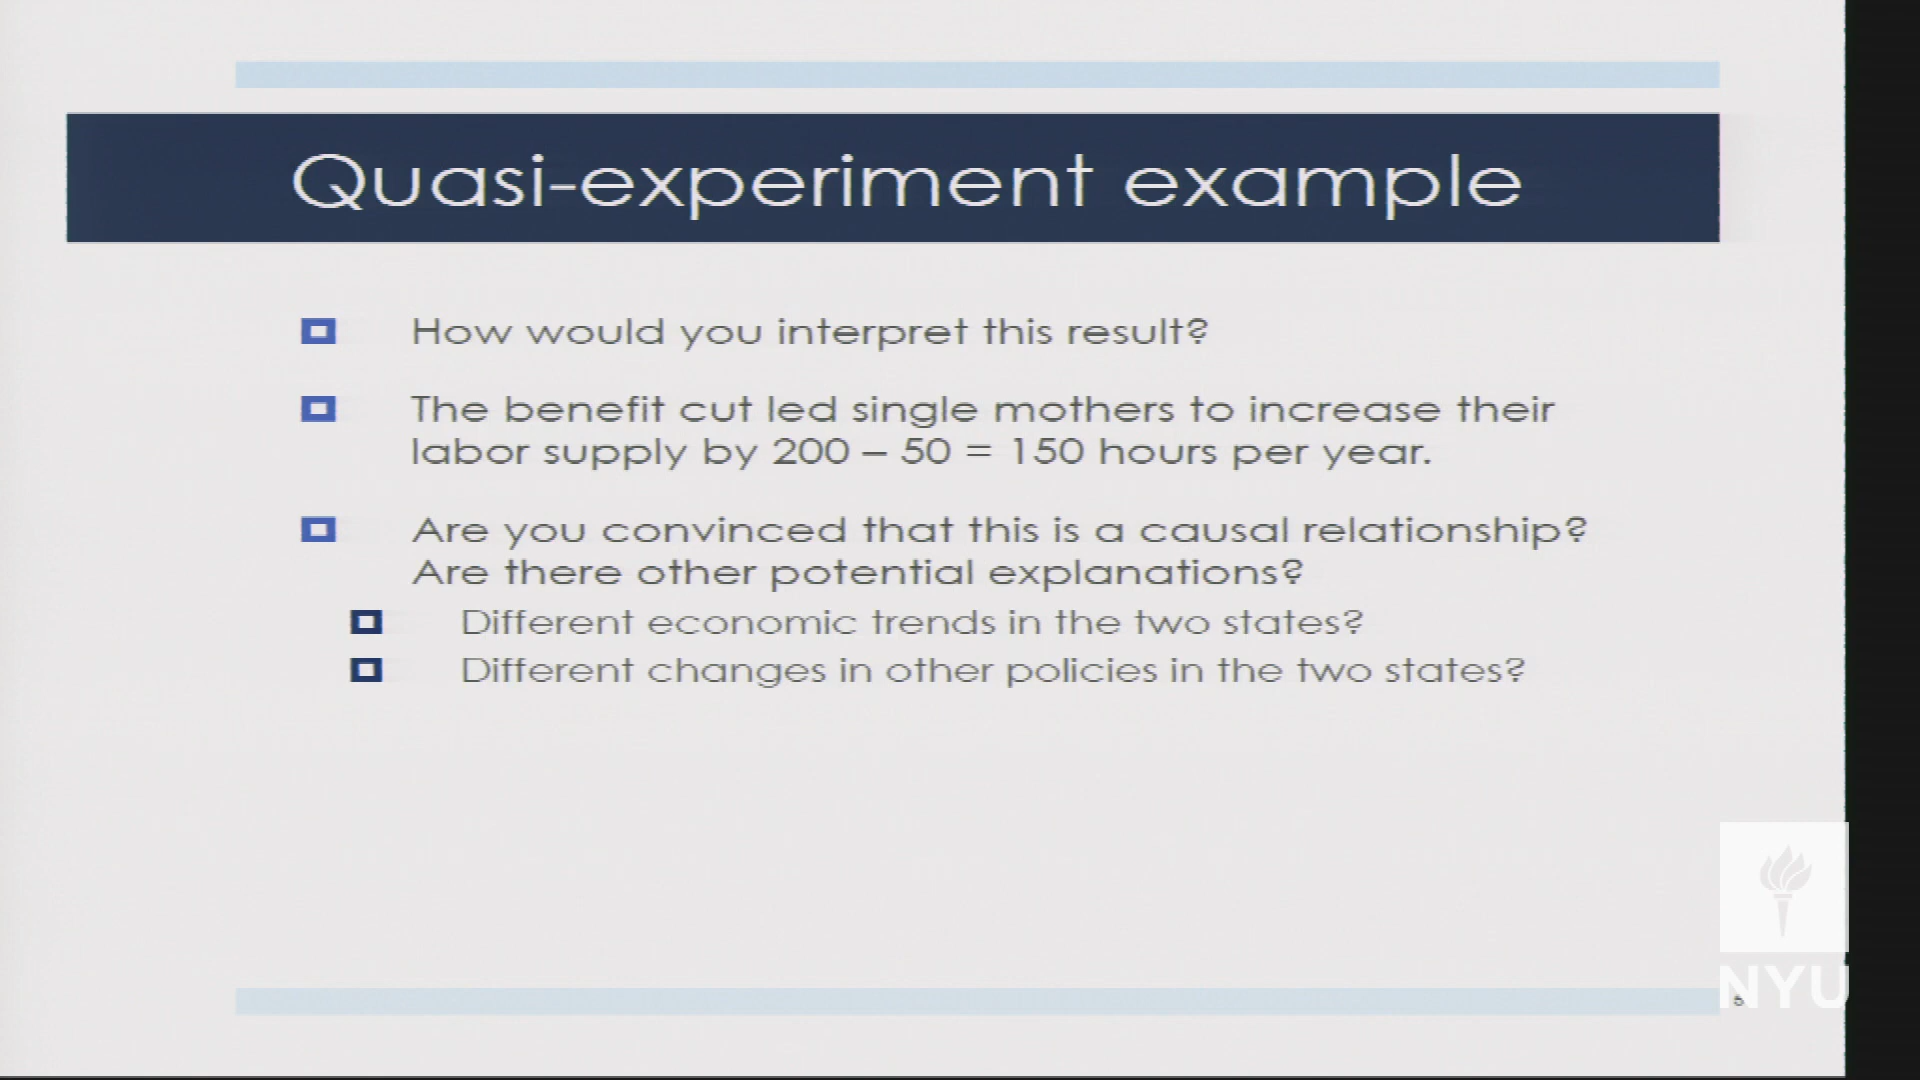 Quasi-experiment example
How would you interpret this result?
The benefit cut led single mothers to increase their
labor supply by 200 – 50 = 150 hours per year.
Are you convinced that this is a causal relationship?
Are there other potential explanations?
Different economic trends in the two states?
Different changes in other policies in the two states?
NYU